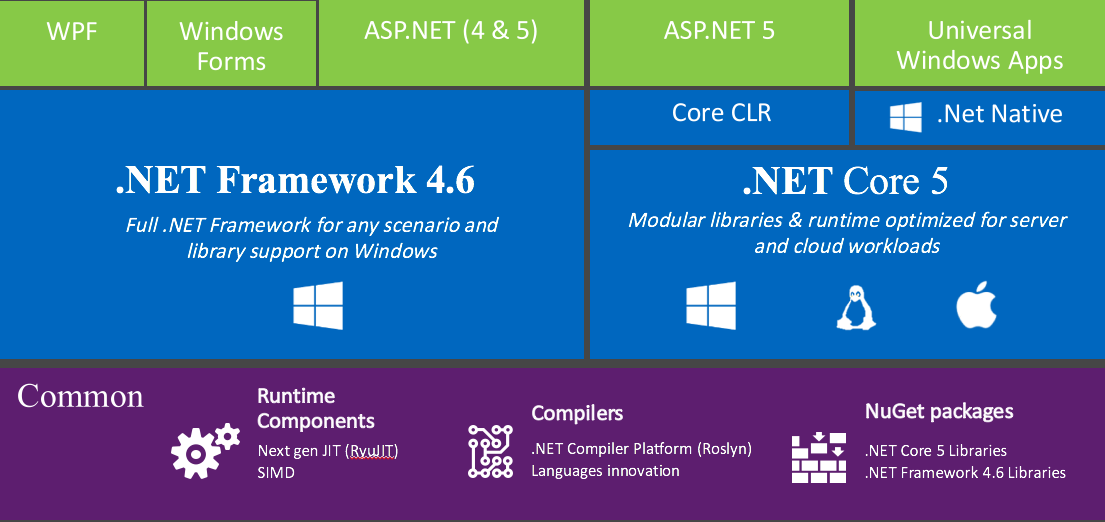 WPF
Windows
Forms
ASP.NET (4 & 5)
ASP.NET 5
Universal
Windows Apps
Core CLR
.Net Native
.NET Framework 4.6
Full .NET Framework for any scenario and
library support on Windows
.NET Core 5
Modular libraries & runtime optimized for server
and cloud workloads
Common
Runtime
Components
Next gen JIT (RyuJIT)
SIMD
Compilers
.NET Compiler Platform (Roslyn)
Languages innovation
NuGet packages
.NET Core 5 Libraries
.NET Framework 4.6 Libraries